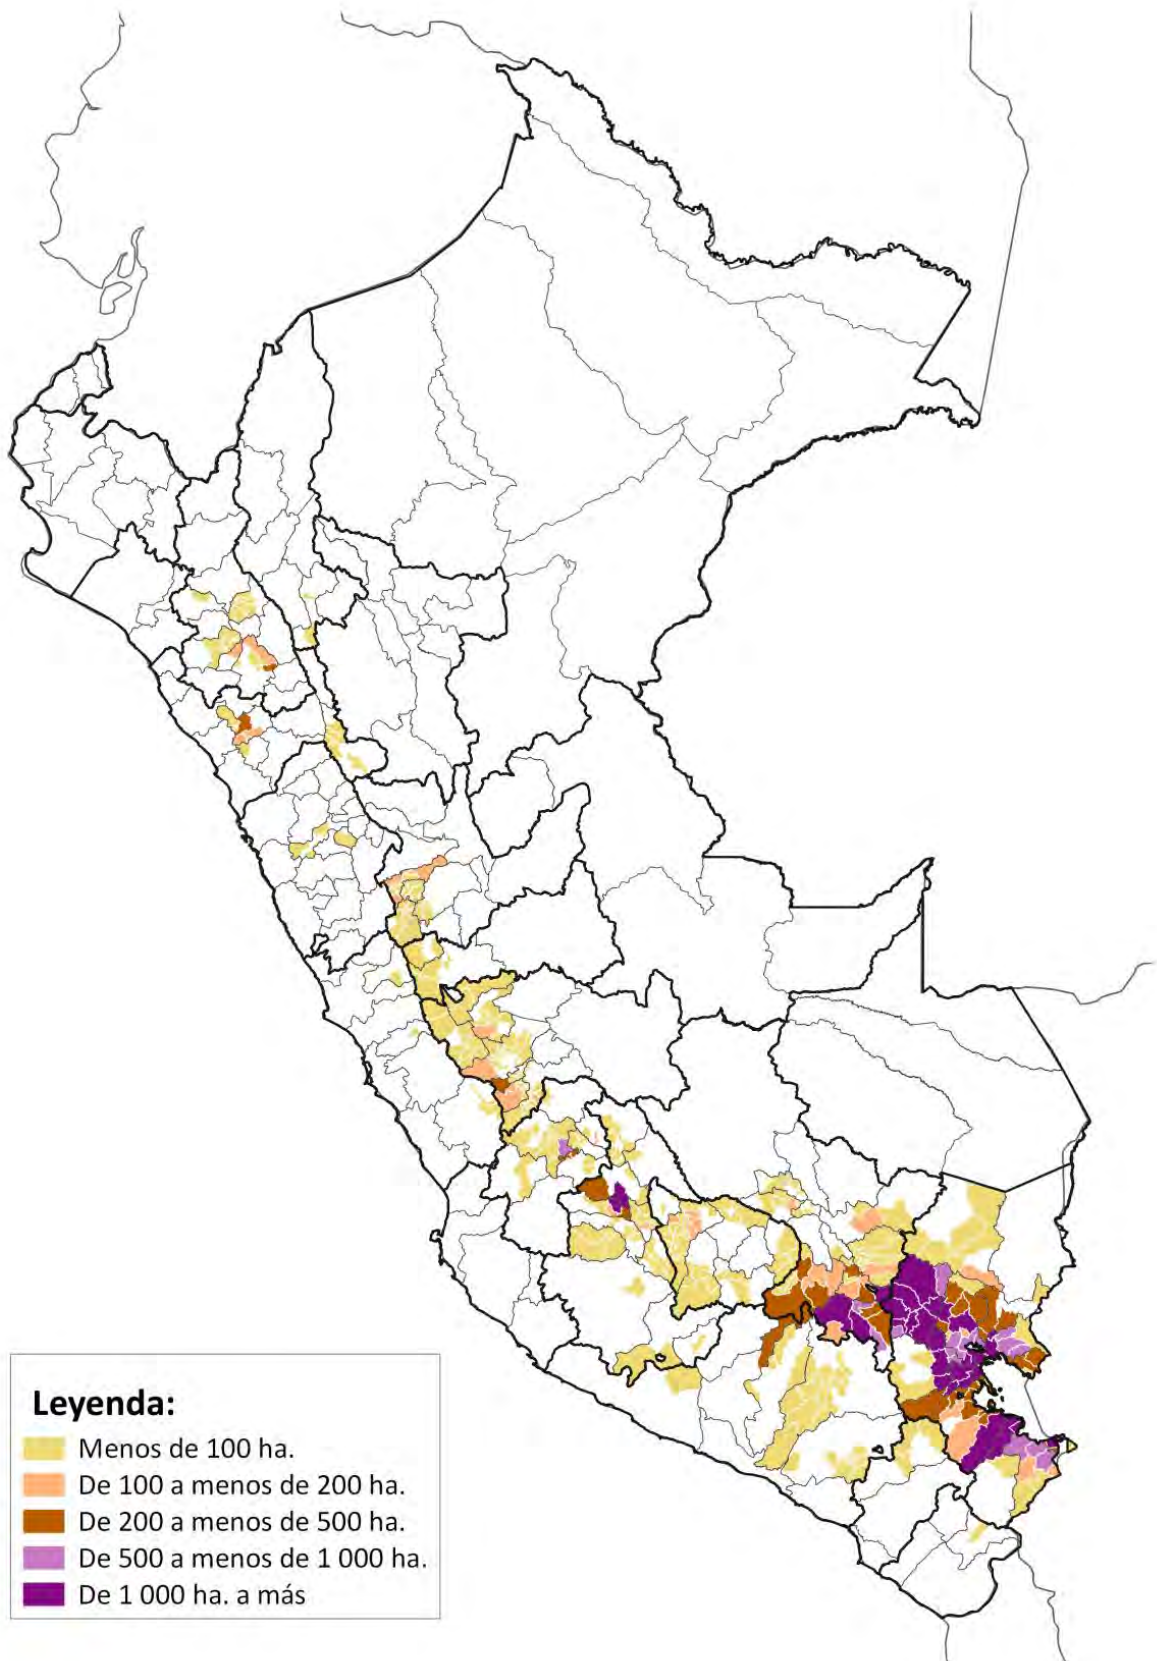 Leyenda:
Menos de 100 ha.
De 100 a menos de 200 ha.
De 200 a menos de 500 ha.
De 500 a menos de 1 000 ha.
De 1 000 ha. a más